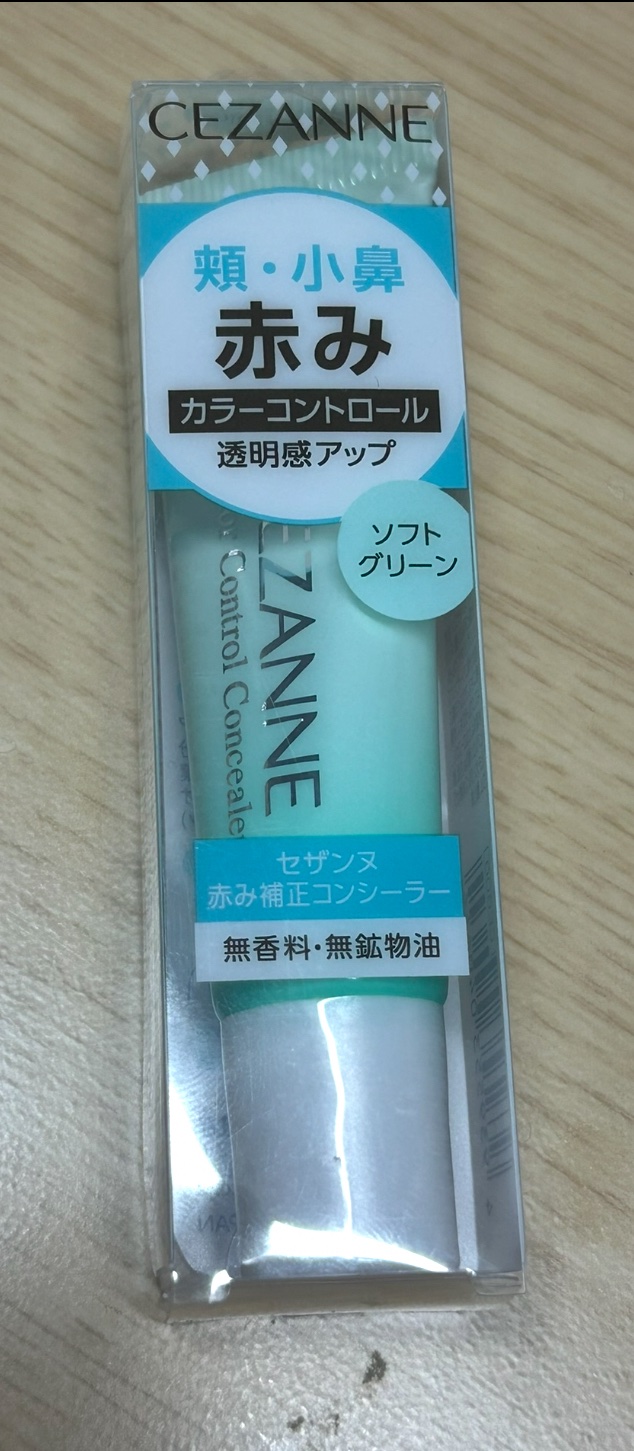 CEZANNE
頬・小鼻
赤み
カラーコントロール
透明感アップ
ソフト
グリーン
EZANNE
Control Concealer
セザンヌ
赤み補正コンシーラー
無香料・無鉱物油